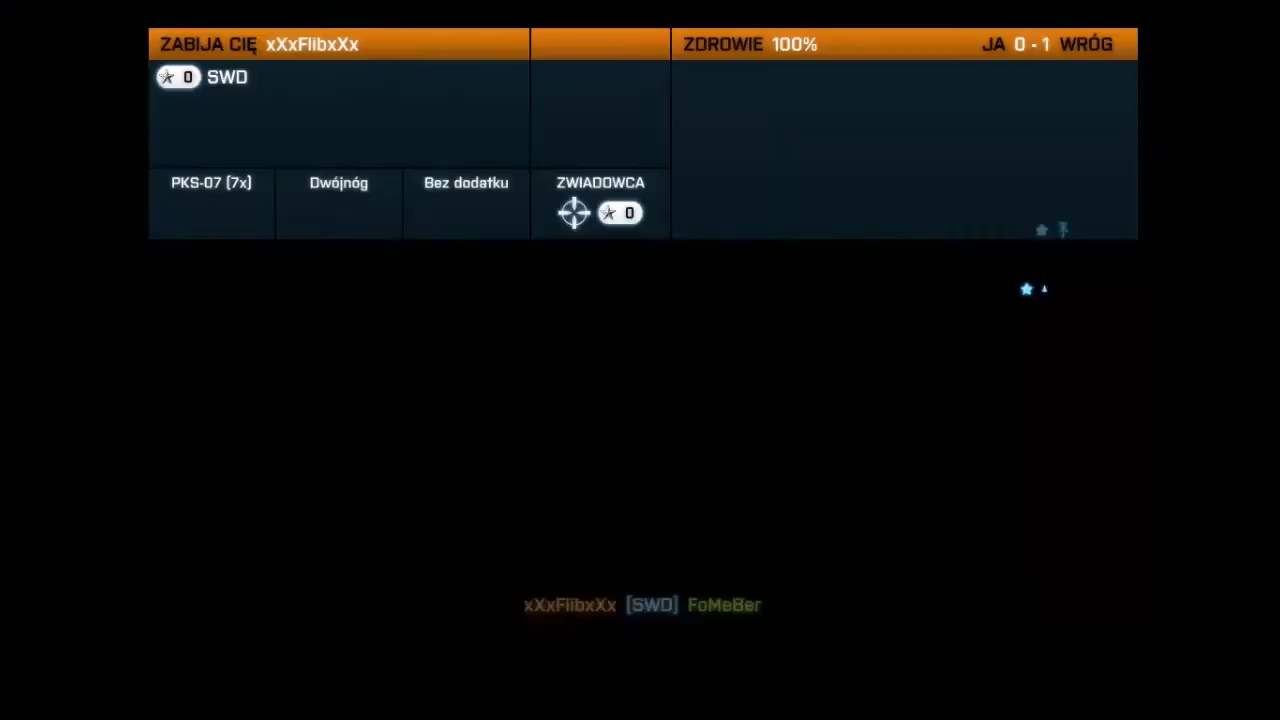 ZABIJA CIĘ xXxFlibxXx ZDROWIE 100% JA 0 - 1 WRÓG
0 SWD
PKS-07 (7x) Dwójnóg Bez dodatku ZWIADOWCA
0
xXxFlibxXx [SWD] FoMeBer